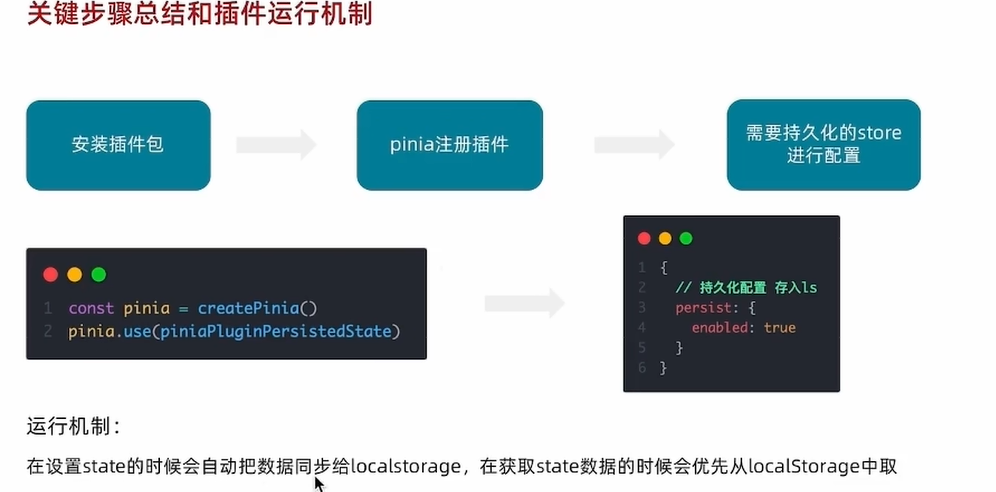 关键步骤总结和插件运行机制
安装插件包
pinia注册插件
需要持久化的store
进行配置
1 const pinia = createPinia()
2 pinia.use(piniaPluginPersistedState)
1 {
2 // 持久化配置 存入ls
3 persist: {
4 enabled: true
5 }
6 }
运行机制：
在设置state的时候会自动把数据同步给localstorage，在获取state数据的时候会优先从localStorage中取